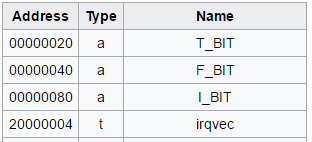 Address Type Name
00000020 a T_BIT
00000040 a F_BIT
00000080 a I_BIT
20000004 t irqvec